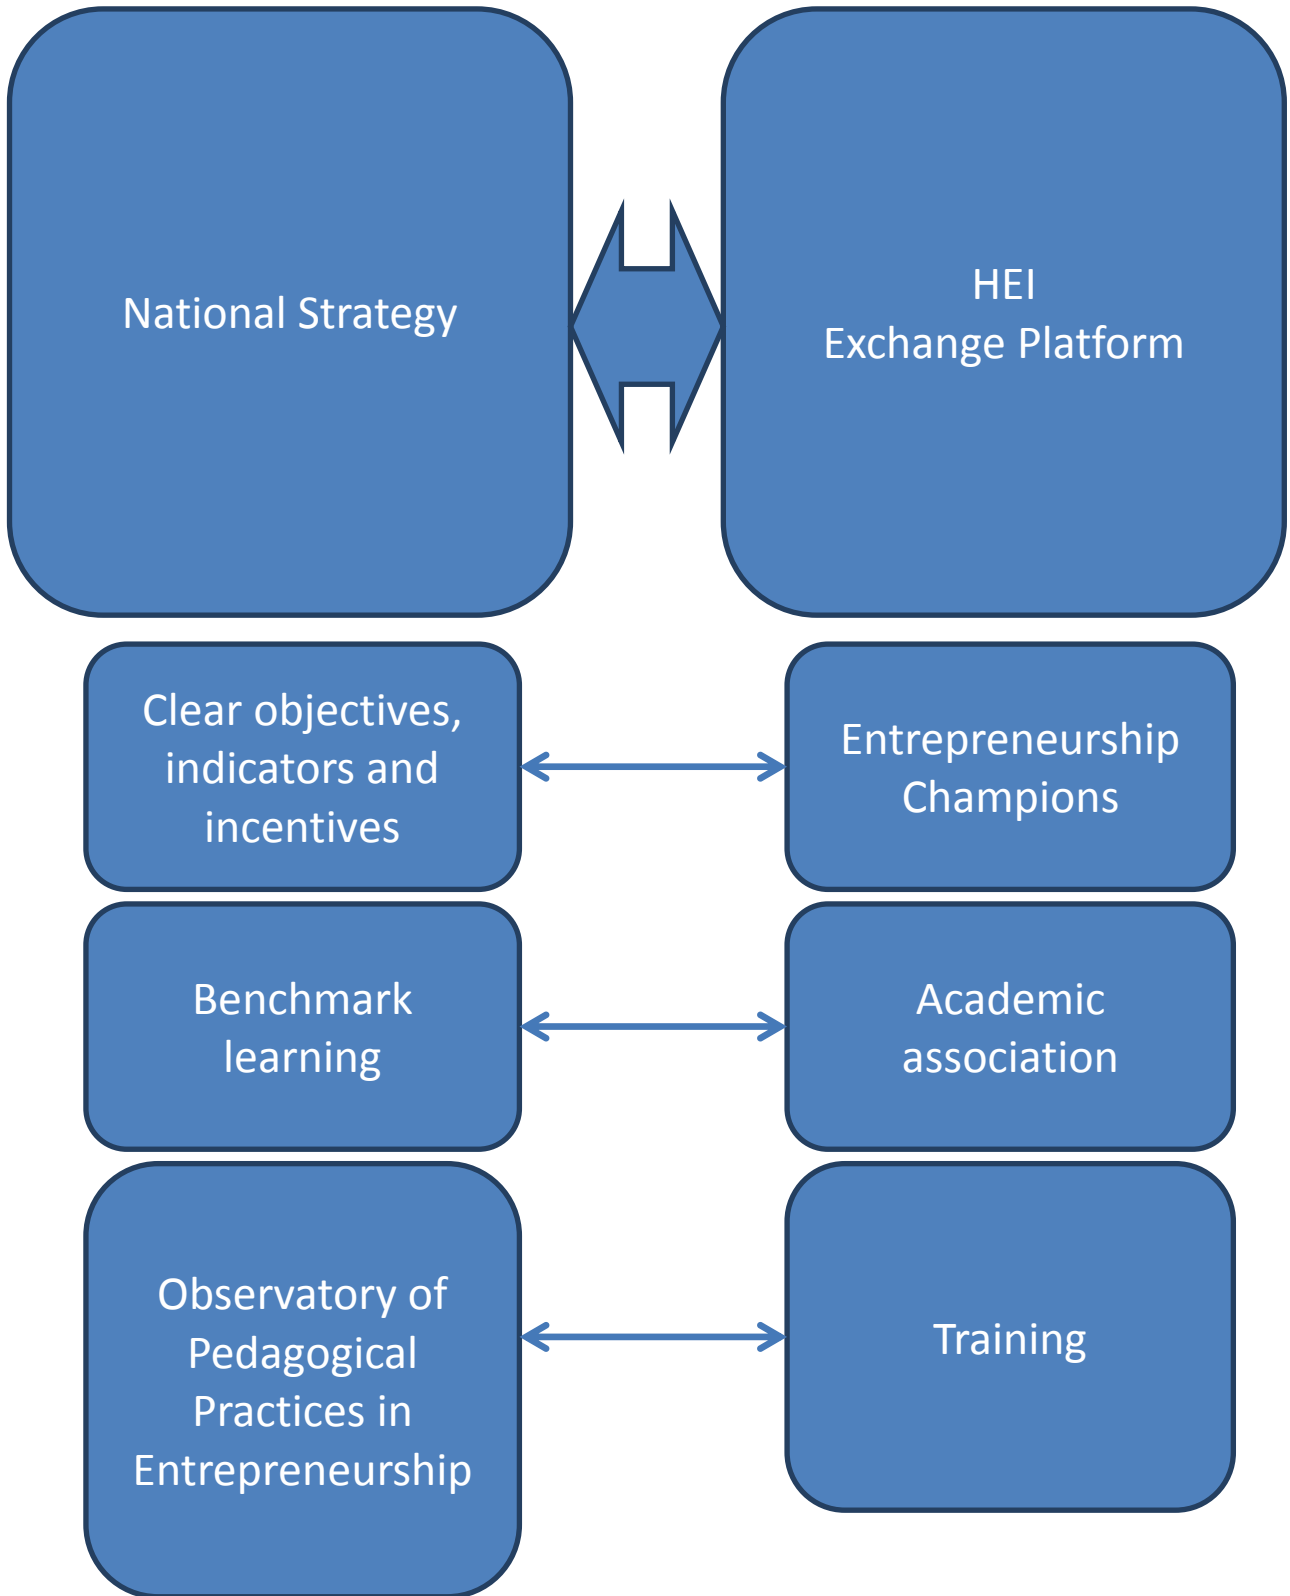 National Strategy
HEI
Exchange Platform
Clear objectives,
indicators and
incentives
Entrepreneurship
Champions
Benchmark
learning
Academic
association
Observatory of
Pedagogical
Practices in
Entrepreneurship
Training